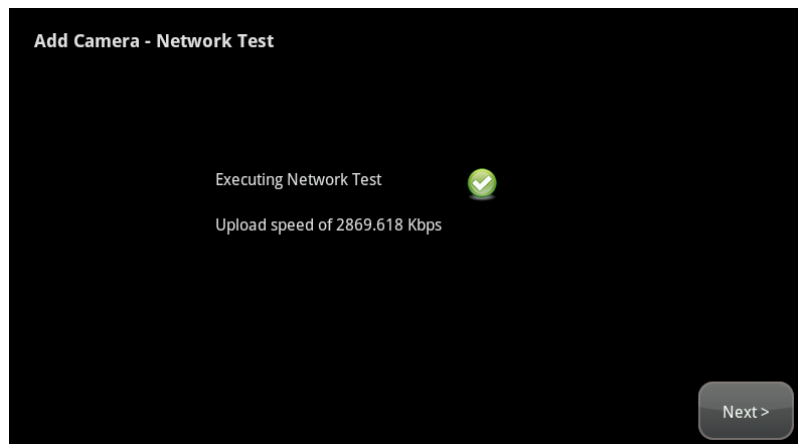 Add Camera - Network Test
Executing Network Test
Upload speed of 2869.618 Kbps
Next >